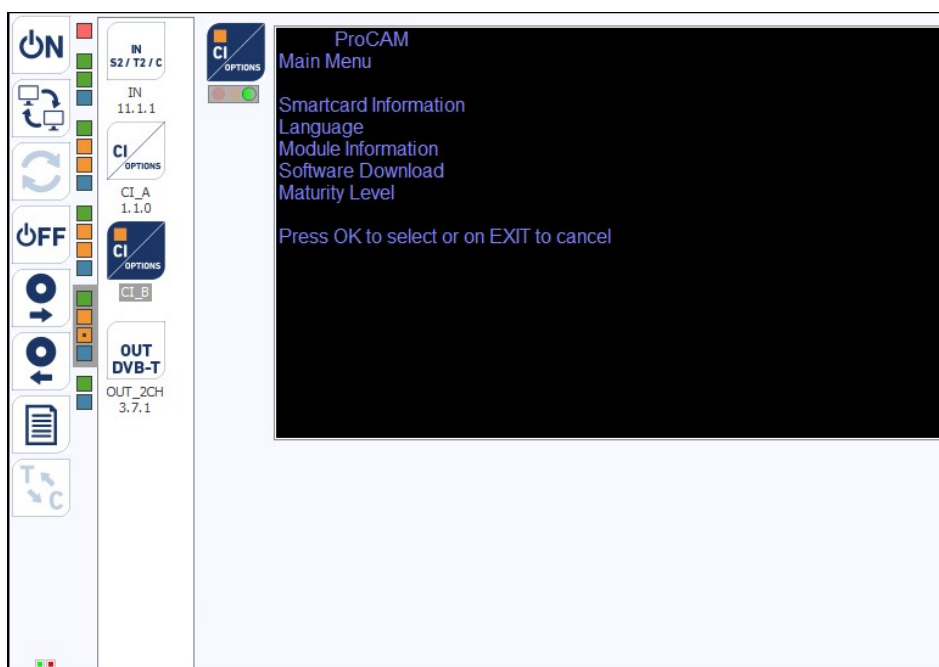 ON
OFF
T
C
IN
S2 / T2 / C
IN
11.1.1
CI
OPTIONS
CI_A
1.1.0
CI
OPTIONS
CI_B
OUT
DVB-T
OUT_2CH
3.7.1
CI
OPTIONS
ProCAM
Main Menu
Smartcard Information
Language
Module Information
Software Download
Maturity Level
Press OK to select or on EXIT to cancel